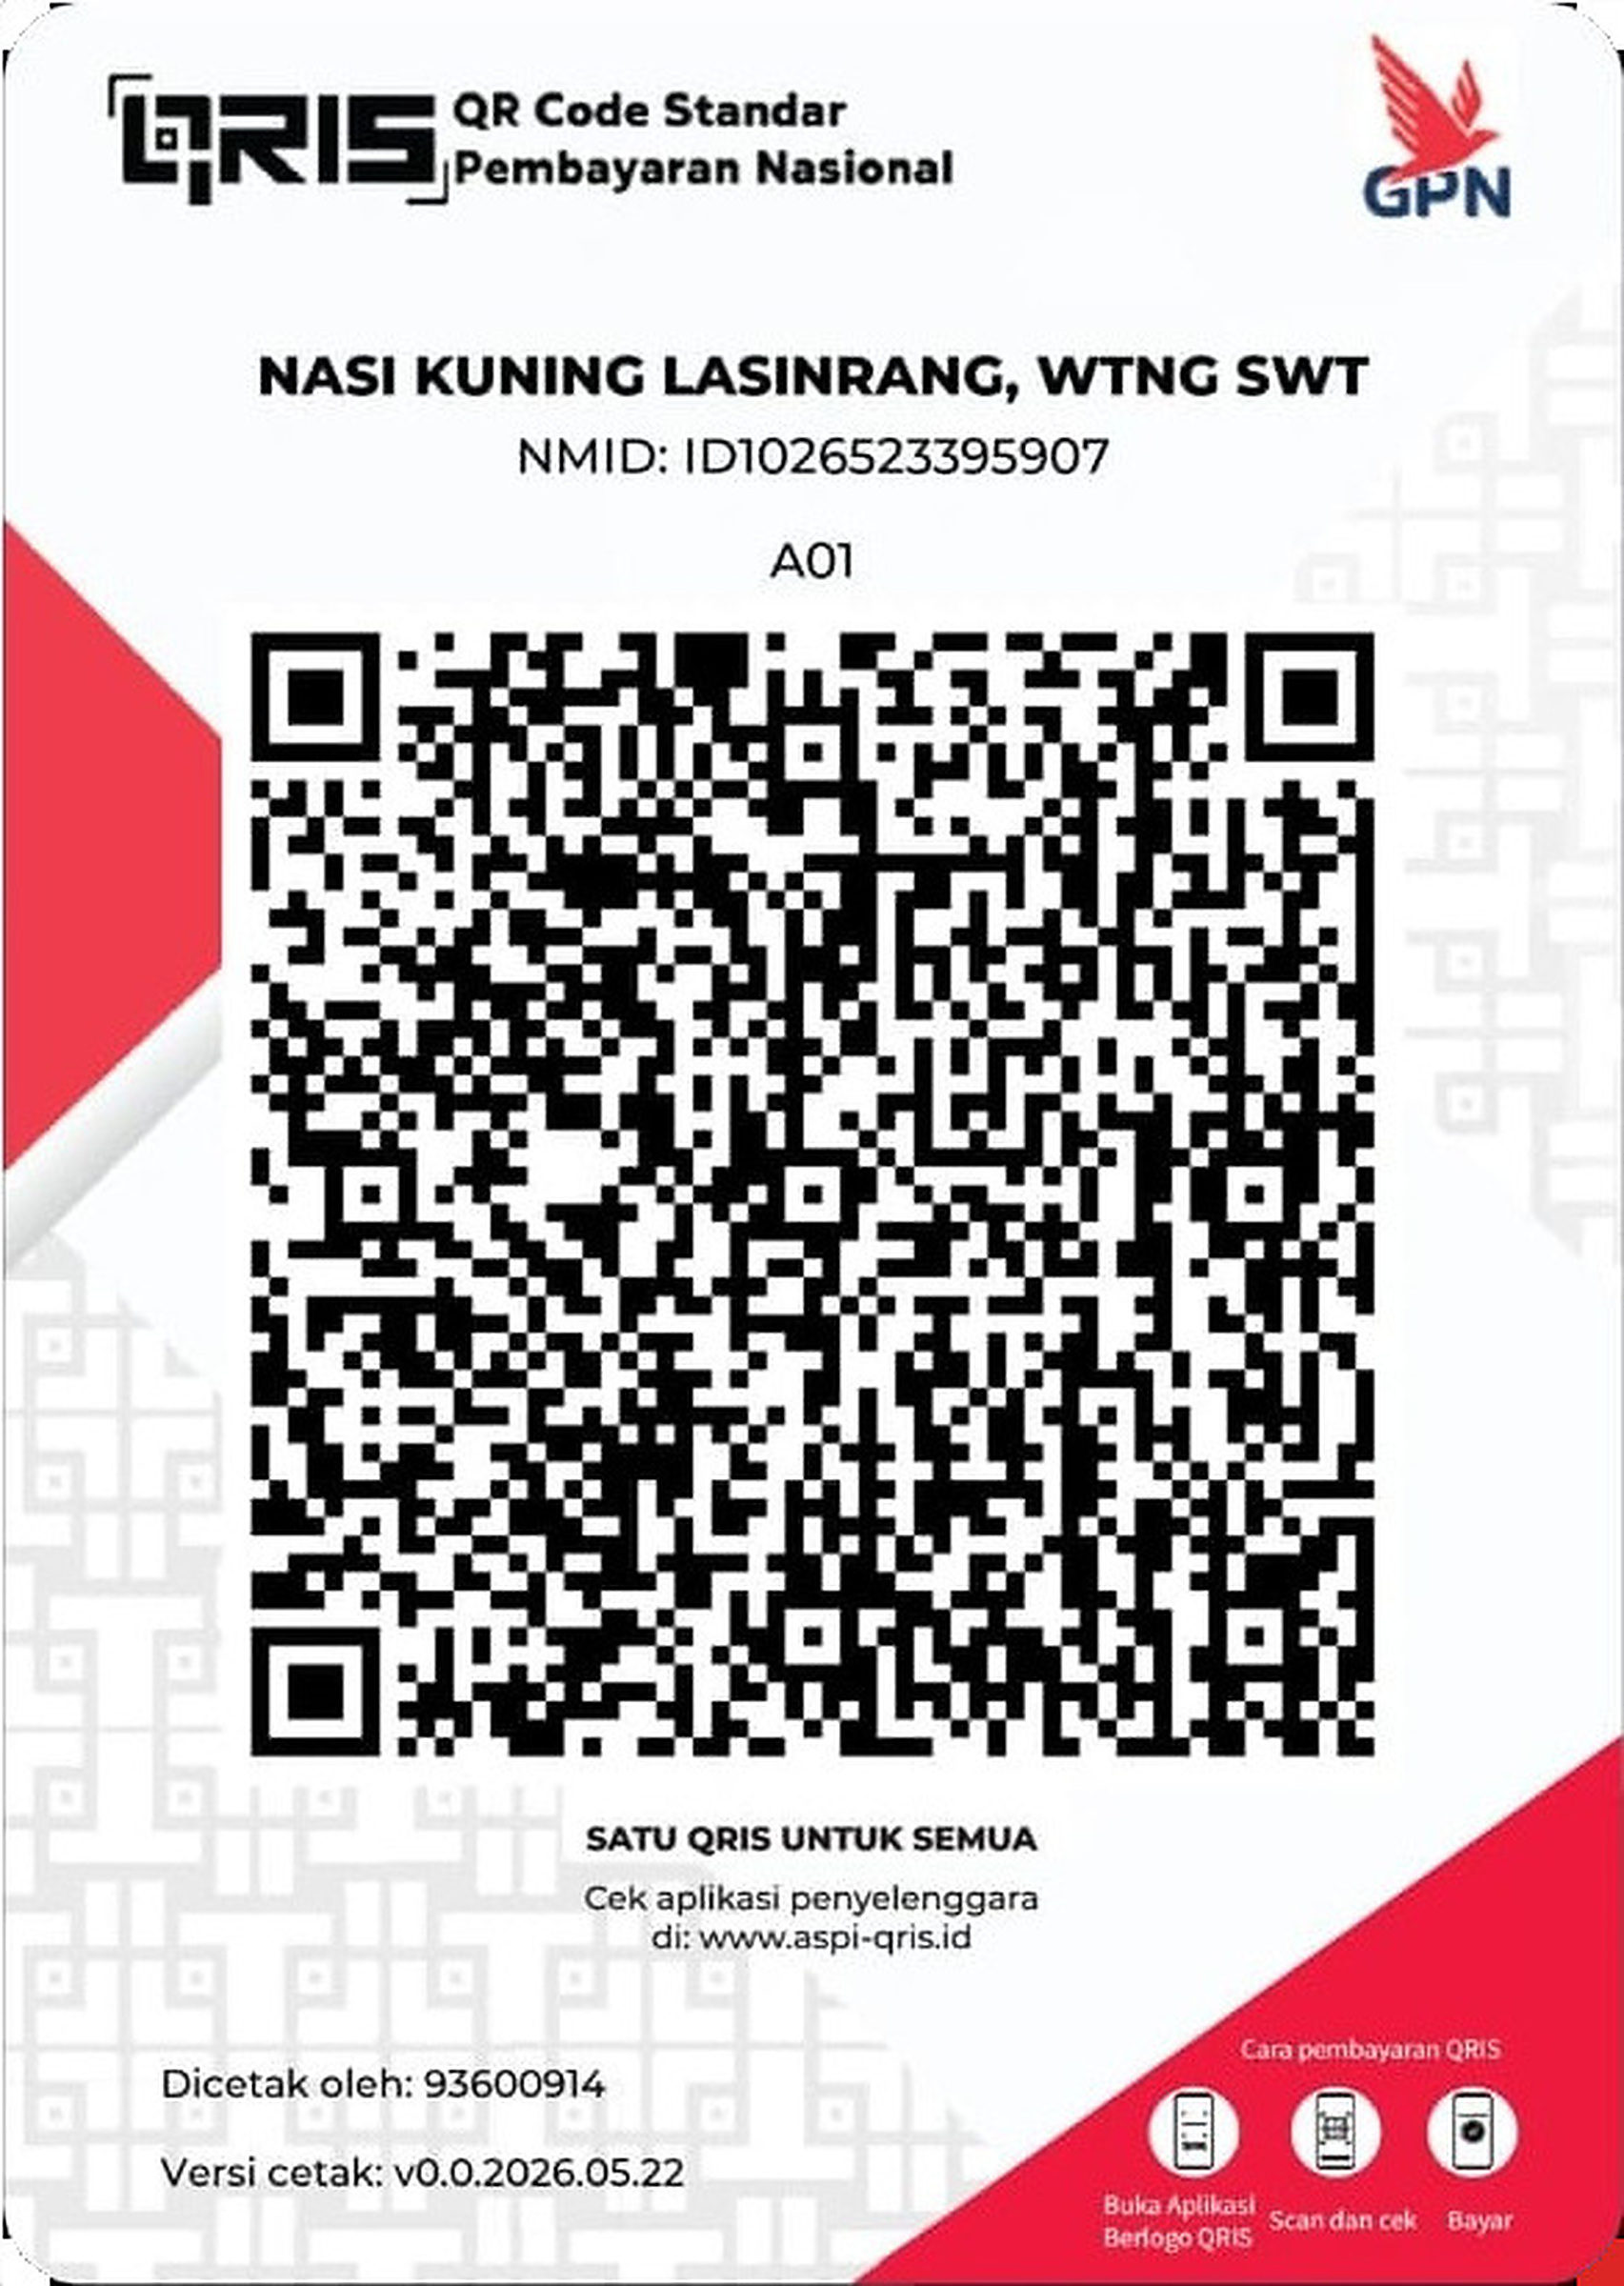 QRIS QR Code Standar
Pembayaran Nasional
GPN
NASI KUNING LASINRANG, WTNG SWT
NMID: ID1026523395907
A01
SATU QRIS UNTUK SEMUA
Cek aplikasi penyelenggara
di: www.aspi-qris.id
Dicetak oleh: 93600914
Versi cetak: v0.0.2026.05.22
Cara pembayaran QRIS
Buka Aplikasi
Berlogo QRIS
Scan dan cek
Bayar